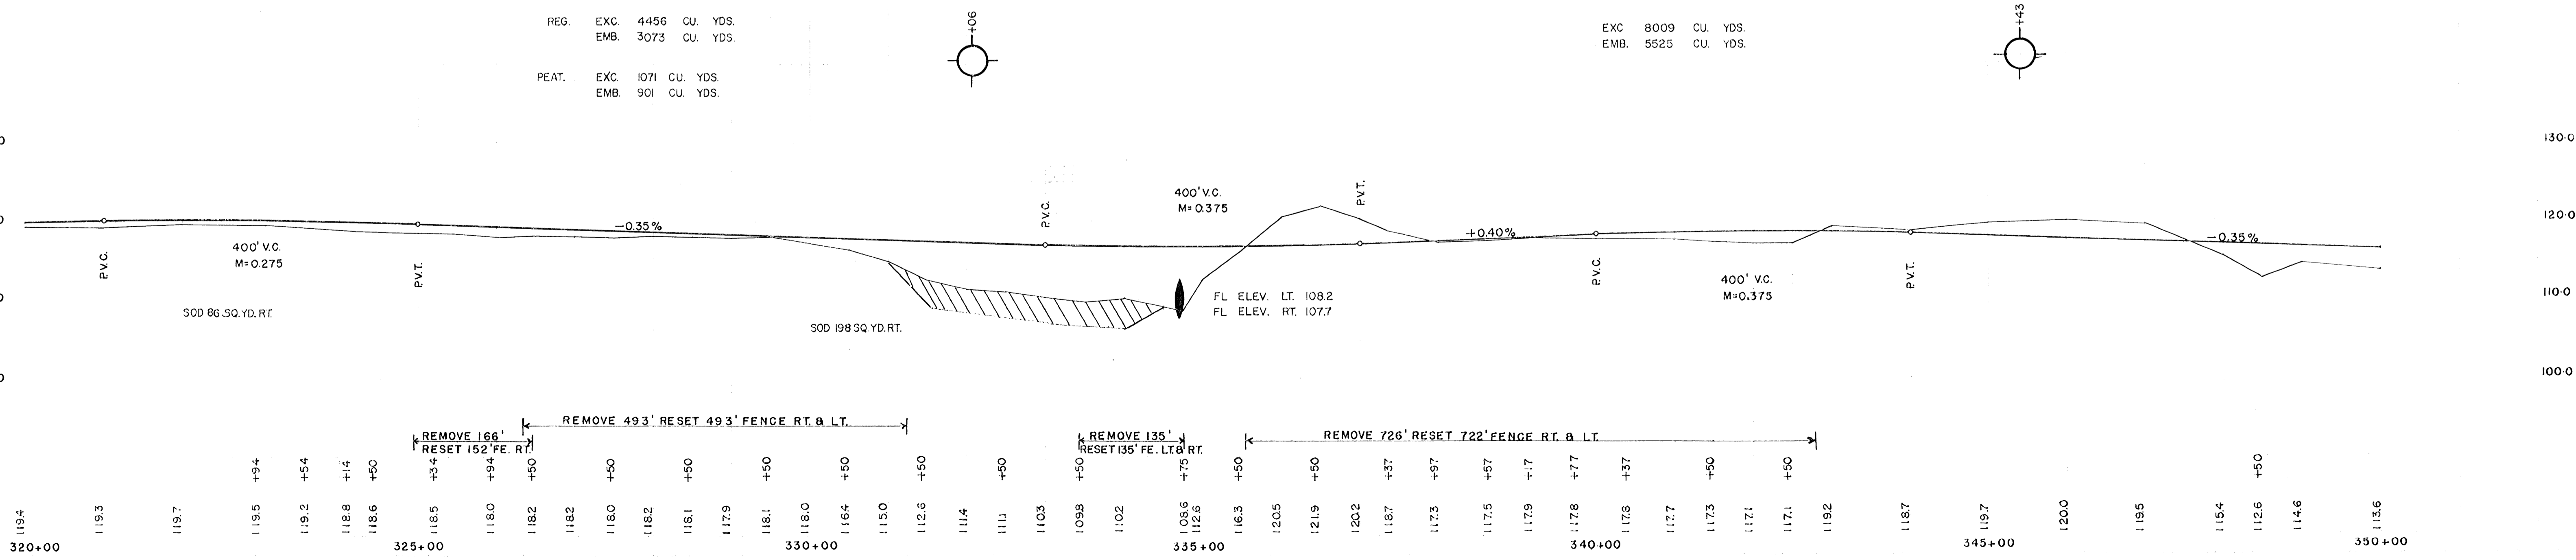 REG. EXC. 4456 CU. YDS.
EMB. 3073 CU. YDS.
PEAT. EXC. 1071 CU. YDS.
EMB. 901 CU. YDS.
+06
EXC 8009 CU. YDS.
EMB. 5525 CU. YDS.
+43
130.0
120.0
110.0
100.0
P.V.C.
400' V.C.
M=0.275
P.V.T.
-0.35%
SOD 86 SQ.YD. RT.
SOD 198 SQ.YD. RT.
P.V.C.
400' V.C.
M=0.375
P.V.T.
FL ELEV. LT. 108.2
FL ELEV. RT. 107.7
+0.40%
P.V.C.
400' V.C.
M=0.375
P.V.T.
-0.35%
REMOVE 166'
RESET 152' FE. RT.
REMOVE 493' RESET 493' FENCE RT. & LT.
REMOVE 135'
RESET 135' FE. LT. & RT.
REMOVE 726' RESET 722' FENCE RT. & LT.
+94 +54 +14 +50 +34 +94 +50 +50 +50 +50 +50 +50 +50 +50 +75 +50 +50 +37 +97 +57 +17 +77 +37 +50 +50 +50
119.4 119.3 119.7 119.5 119.2 118.8 118.6 118.5 118.0 118.2 118.2 118.0 118.2 118.1 117.9 118.1 118.0 116.4 115.0 112.6 111.4 111.1 110.3 109.8 110.2 108.6 112.6 116.3 120.5 121.9 120.2 118.7 117.3 117.5 117.9 117.8 117.8 117.7 117.3 117.1 117.1 119.2 118.7 119.7 120.0 119.5 115.4 112.6 114.6 113.6
320+00 325+00 330+00 335+00 340+00 345+00 350+00